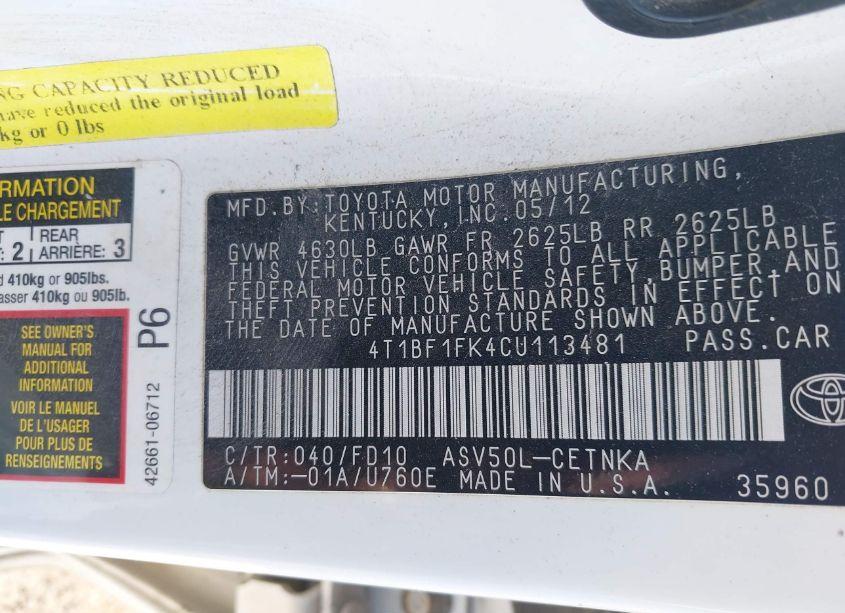 NG CAPACITY REDUCED
have reduced the original load
kg or 0 lbs
ORMATION
LE CHARGEMENT
: 2
REAR
ARRIÈRE: 3
d 410kg or 905lbs.
asser 410kg ou 905lb.
SEE OWNER'S
MANUAL FOR
ADDITIONAL
INFORMATION
VOIR LE MANUEL
DE L'USAGER
POUR PLUS DE
RENSEIGNEMENTS
P6
42661-06712
MFD.BY:TOYOTA MOTOR MANUFACTURING,
KENTUCKY,INC.05/12
GVWR 4630LB GAWR FR 2625LB RR 2625LB
THIS VEHICLE CONFORMS TO ALL APPLICABLE
FEDERAL MOTOR VEHICLE SAFETY,BUMPER,AND
THEFT PREVENTION STANDARDS IN EFFECT ON
THE DATE OF MANUFACTURE SHOWN ABOVE.
4T1BF1FK4CU113481 PASS.CAR
C/TR:040/FD10 ASV50L-CETNKA
A/TM:-01A/U760E MADE IN U.S.A. 35960